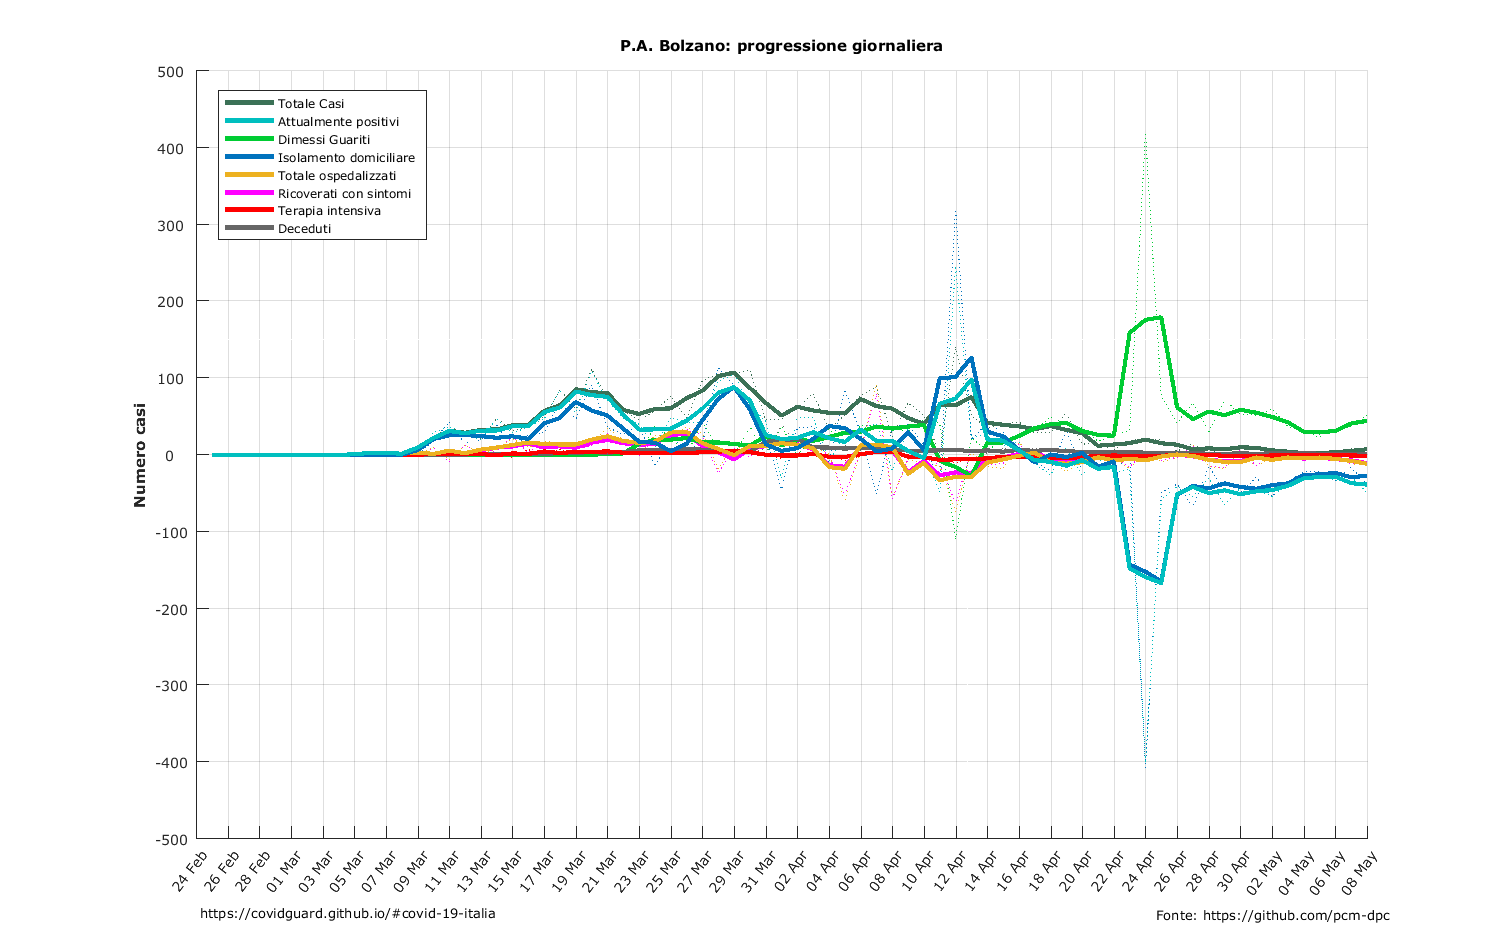 P.A. Bolzano: progressione giornaliera
500
400
300
200
100
0
-100
-200
-300
-400
-500
Numero casi
Totale Casi
Attualmente positivi
Dimessi Guariti
Isolamento domiciliare
Totale ospedalizzati
Ricoverati con sintomi
Terapia intensiva
Deceduti
24 Feb
26 Feb
28 Feb
01 Mar
03 Mar
05 Mar
07 Mar
09 Mar
11 Mar
13 Mar
15 Mar
17 Mar
19 Mar
21 Mar
23 Mar
25 Mar
27 Mar
29 Mar
31 Mar
02 Apr
04 Apr
06 Apr
08 Apr
10 Apr
12 Apr
14 Apr
16 Apr
18 Apr
20 Apr
22 Apr
24 Apr
26 Apr
28 Apr
30 Apr
02 May
04 May
06 May
08 May
https://covidguard.github.io/#covid-19-italia
Fonte: https://github.com/pcm-dpc